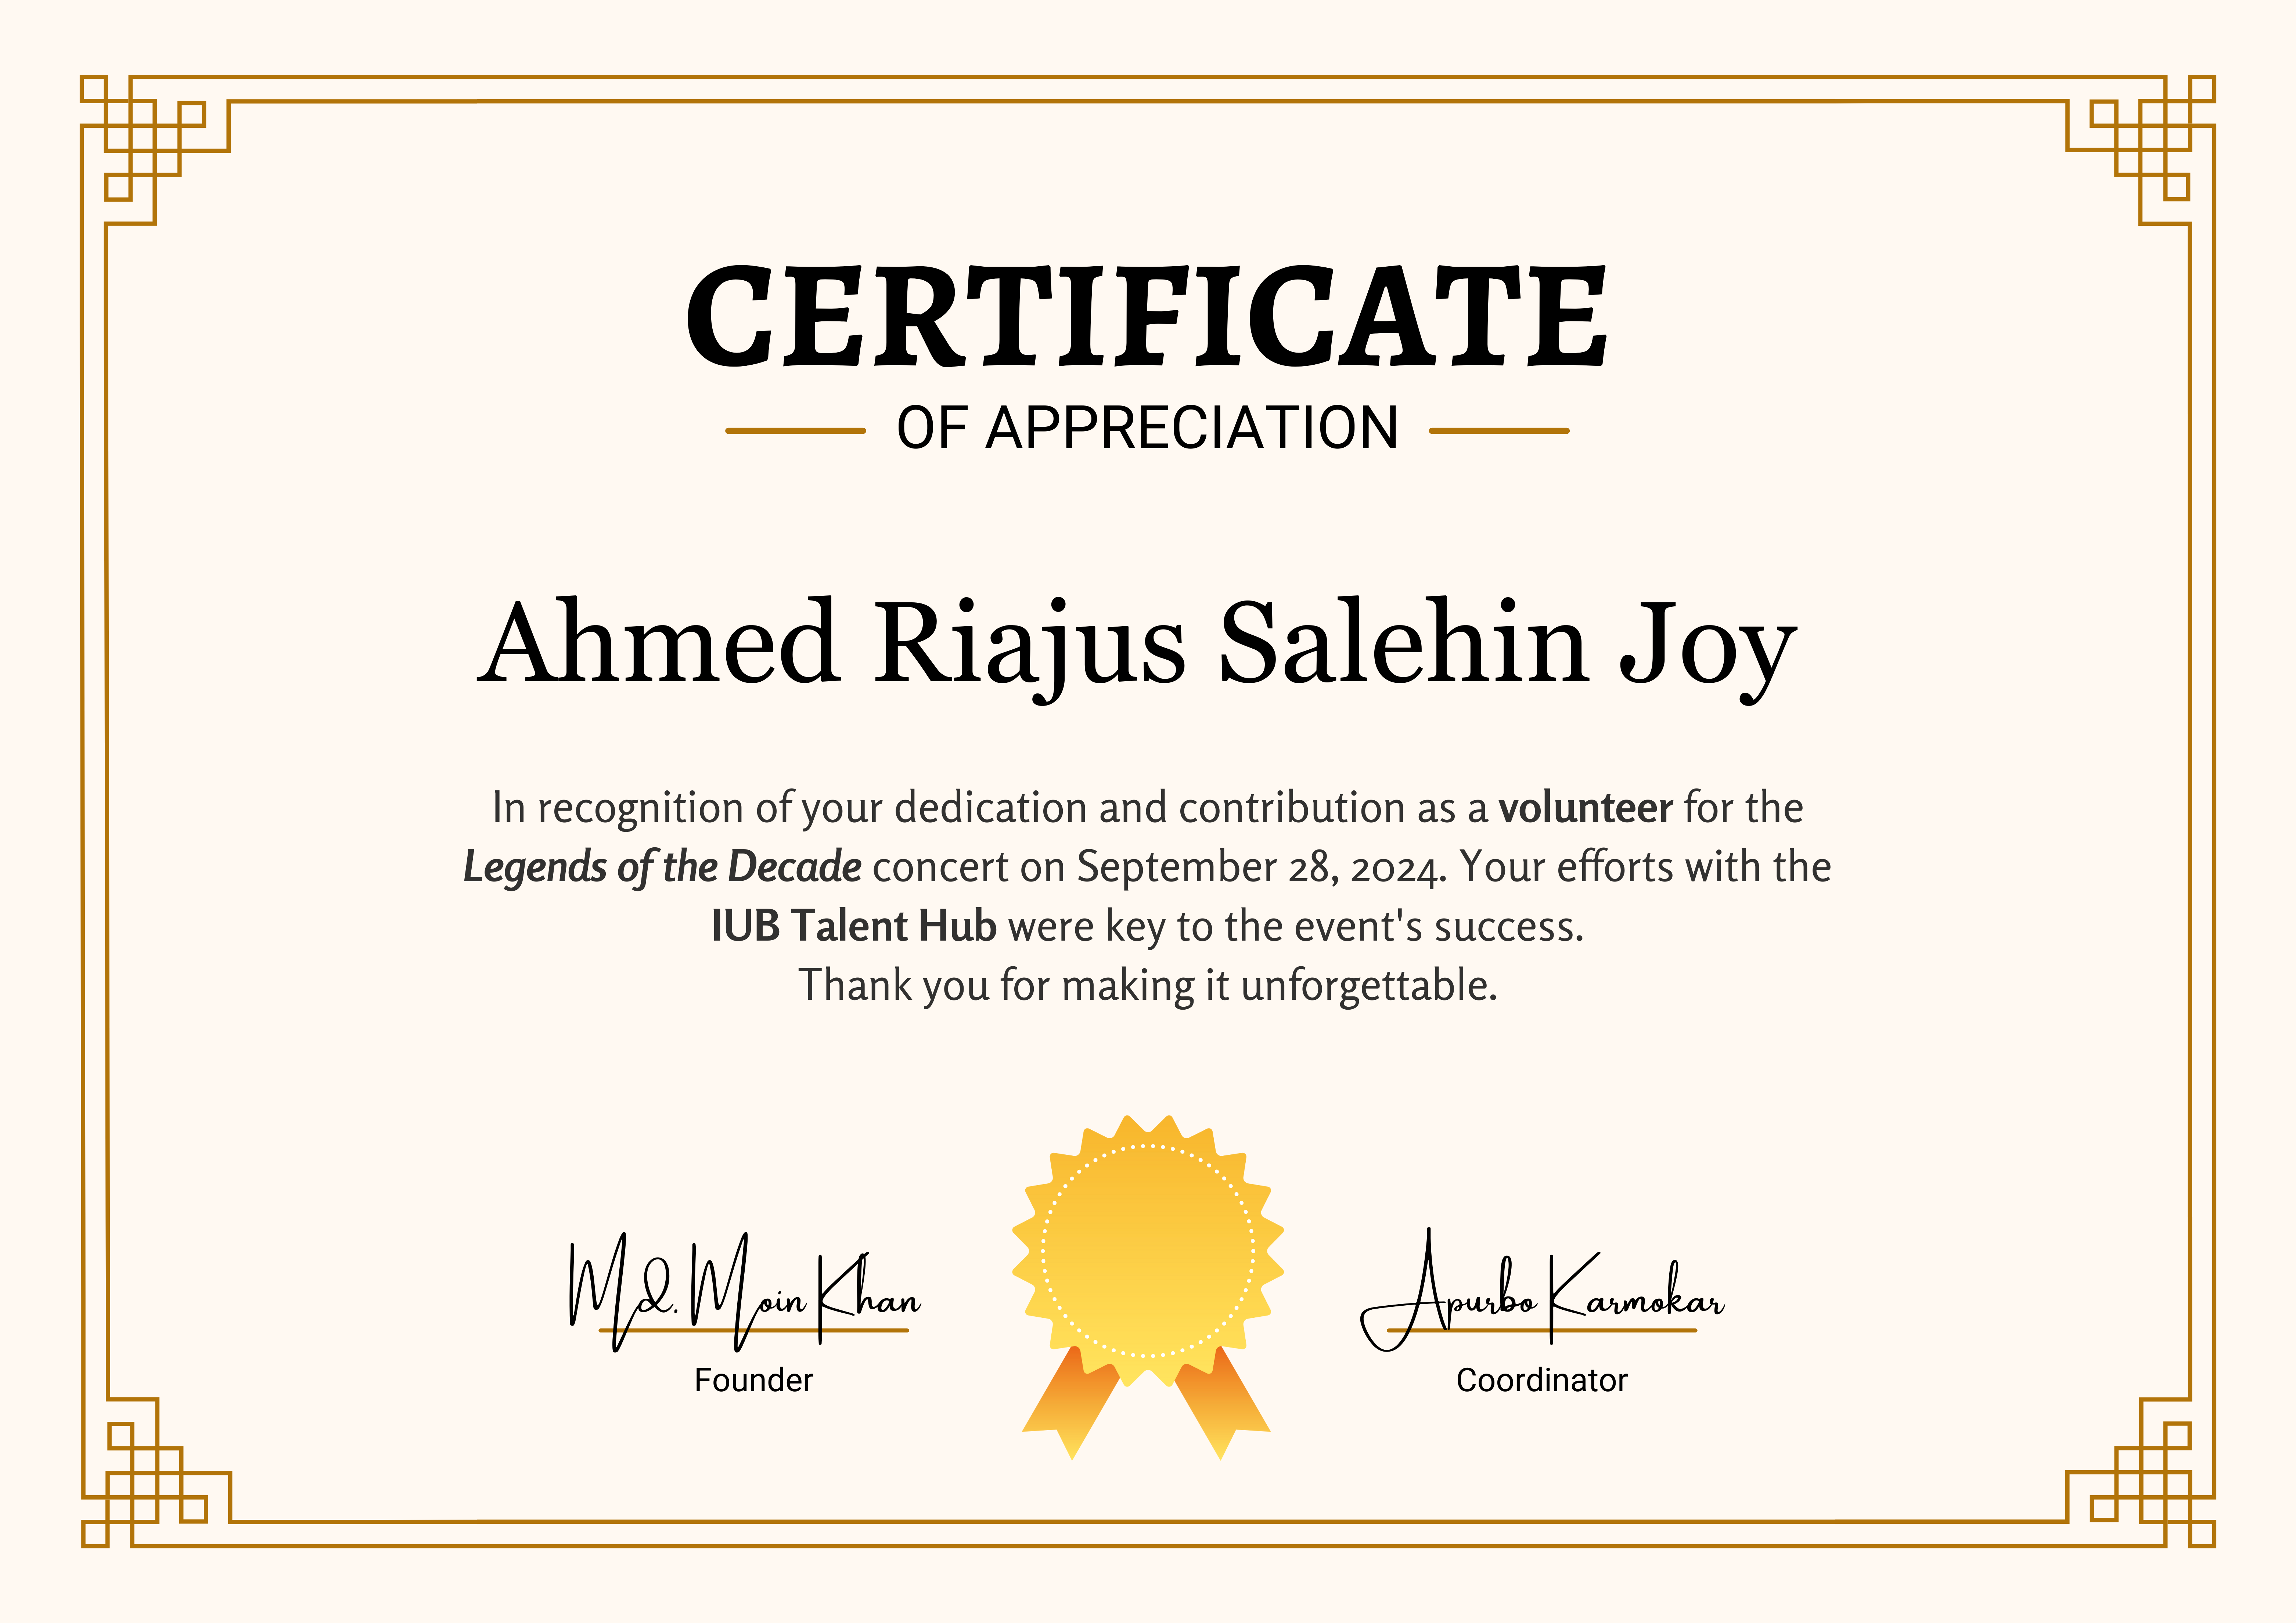 CERTIFICATE
OF APPRECIATION
Ahmed Riajus Salehin Joy
In recognition of your dedication and contribution as a volunteer for the
Legends of the Decade concert on September 28, 2024. Your efforts with the
IUB Talent Hub were key to the event's success.
Thank you for making it unforgettable.
Md. Moin Khan
Founder
Apurbo Karmokar
Coordinator